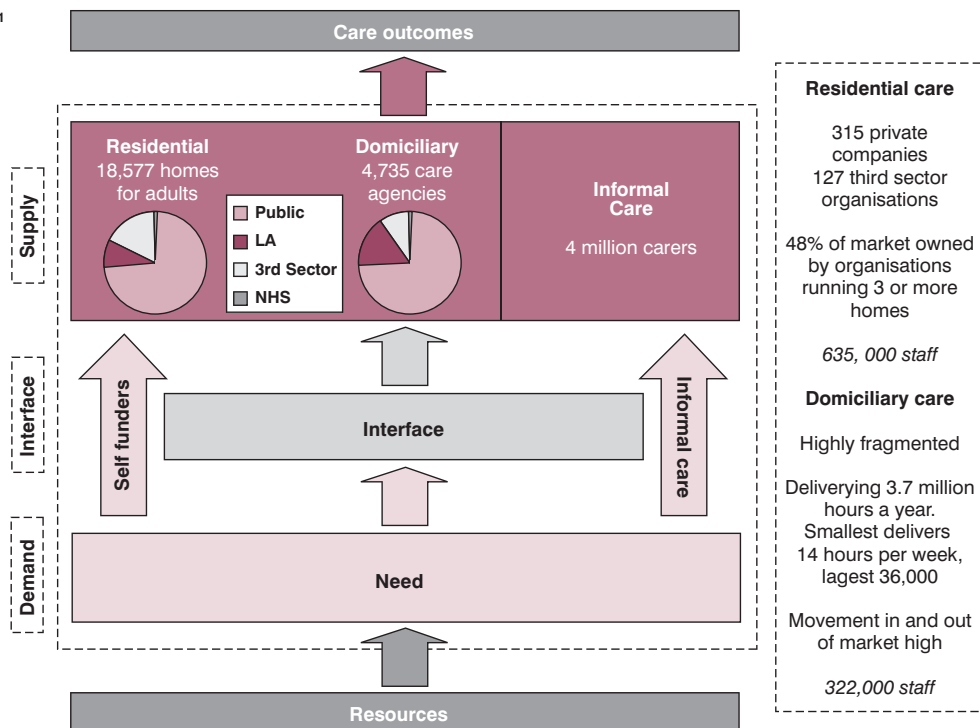 Care outcomes
Supply
Residential
18,577 homes
for adults
Domiciliary
4,735 care
agencies
Public
LA
3rd Sector
NHS
Informal
Care
4 million carers
Interface
Self funders
Interface
Informal care
Demand
Need
Resources
Residential care
315 private
companies
127 third sector
organisations
48% of market owned
by organisations
running 3 or more
homes
635, 000 staff
Domiciliary care
Highly fragmented
Deliverying 3.7 million
hours a year.
Smallest delivers
14 hours per week,
lagest 36,000
Movement in and out
of market high
322,000 staff